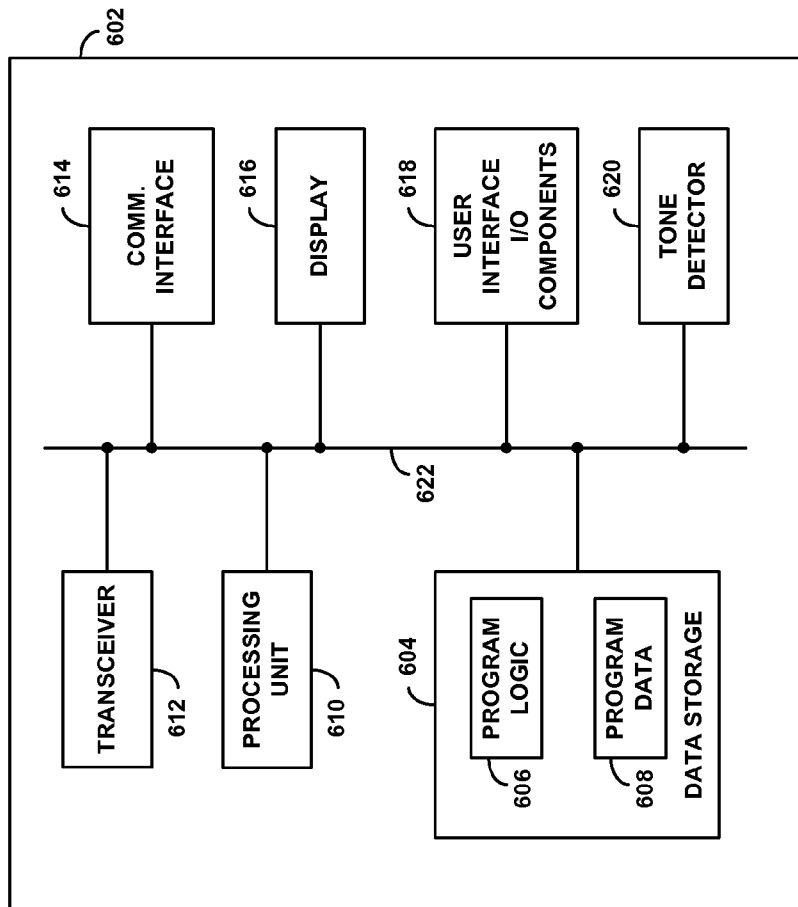 602
TRANSCEIVER
612
PROCESSING
UNIT
610
604
PROGRAM
LOGIC
606
PROGRAM
DATA
608
DATA STORAGE
622
614
COMM.
INTERFACE
616
DISPLAY
618
USER
INTERFACE
I/O
COMPONENTS
620
TONE
DETECTOR